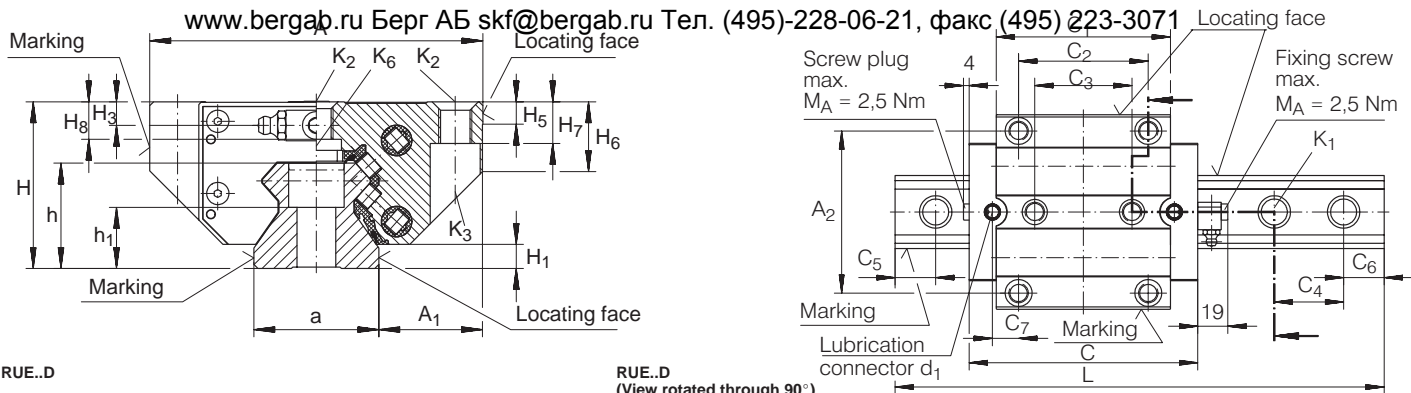 www.bergab.ru Берг АБ skf@bergab.ru Тел. (495)-228-06-21, факс (495) 223-3071
Marking
A
Locating face
K2
K6
K2
H3
H8
H
h
h1
H5
H7
H6
K3
H1
Marking
a
A1
Locating face
RUE..D
C1
Locating face
C2
Screw plug
max.
MA = 2,5 Nm
4
C3
Fixing screw
max.
MA = 2,5 Nm
K1
A2
C5
C6
C4
Marking
C7
Marking
19
Lubrication
connector d1
C
L
RUE..D
(View rotated through 90°)